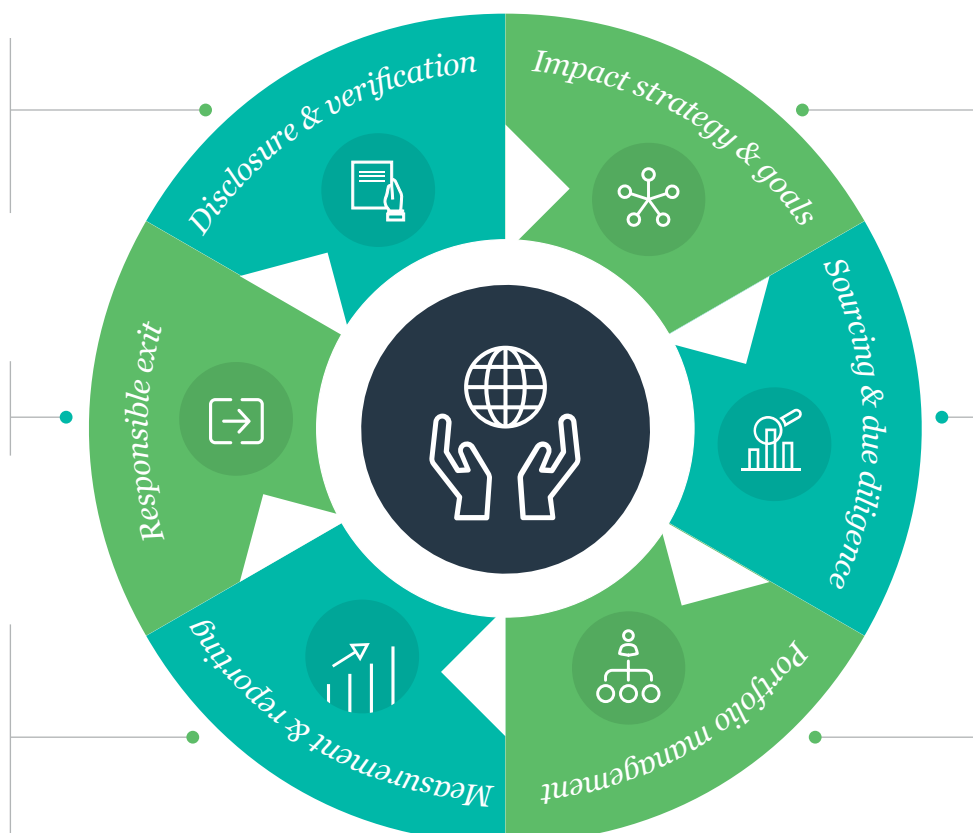 Impact strategy & goals
Sourcing & due diligence
Portfolio management
Measurement & reporting
Responsible exit
Disclosure & verification